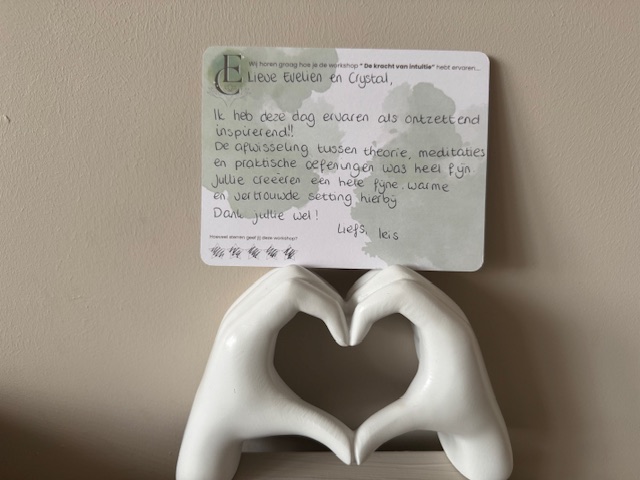 EC
Wij horen graag hoe je de workshop " De kracht van intuïtie" hebt ervaren...
Lieve Evelien en Crystal,
Ik heb deze dag ervaren als ontzettend
inspirerend!!
De afwisseling tussen theorie, meditaties
en praktische oefeningen was heel fijn.
Jullie creëeren een hele fijne. warme
en vertrouwde setting hierbij
Dank jullie wel!
Liefs, Iris
Hoeveel sterren geef jij deze workshop?